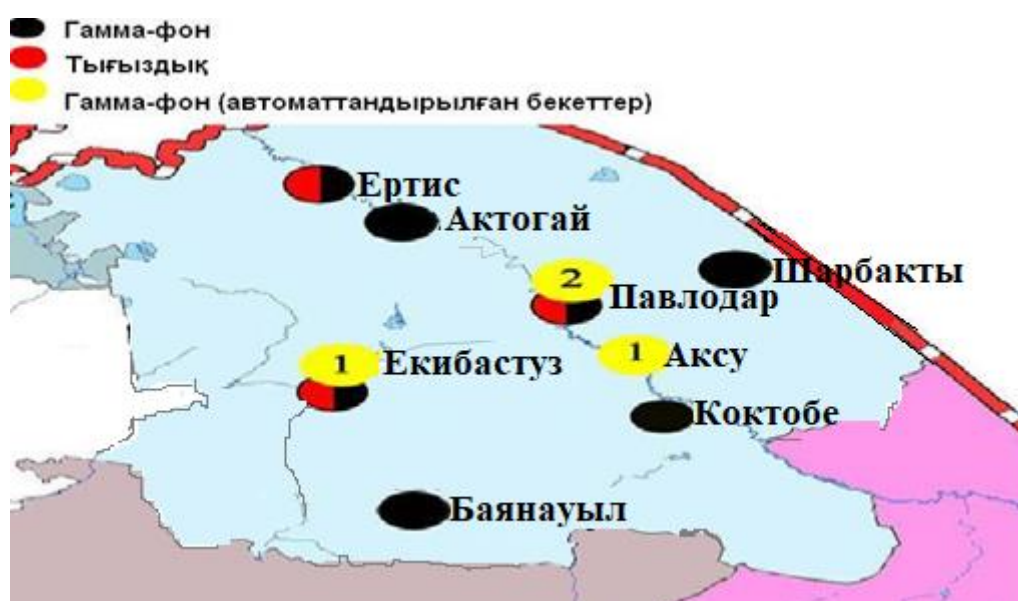 Гамма-фон
Тығыздық
Гамма-фон (автоматтандырылған бекеттер)
Ертис
Актогай
Шарбакты
2
Павлодар
1
Екибастуз
1
Аксу
Коктобе
Баянауыл